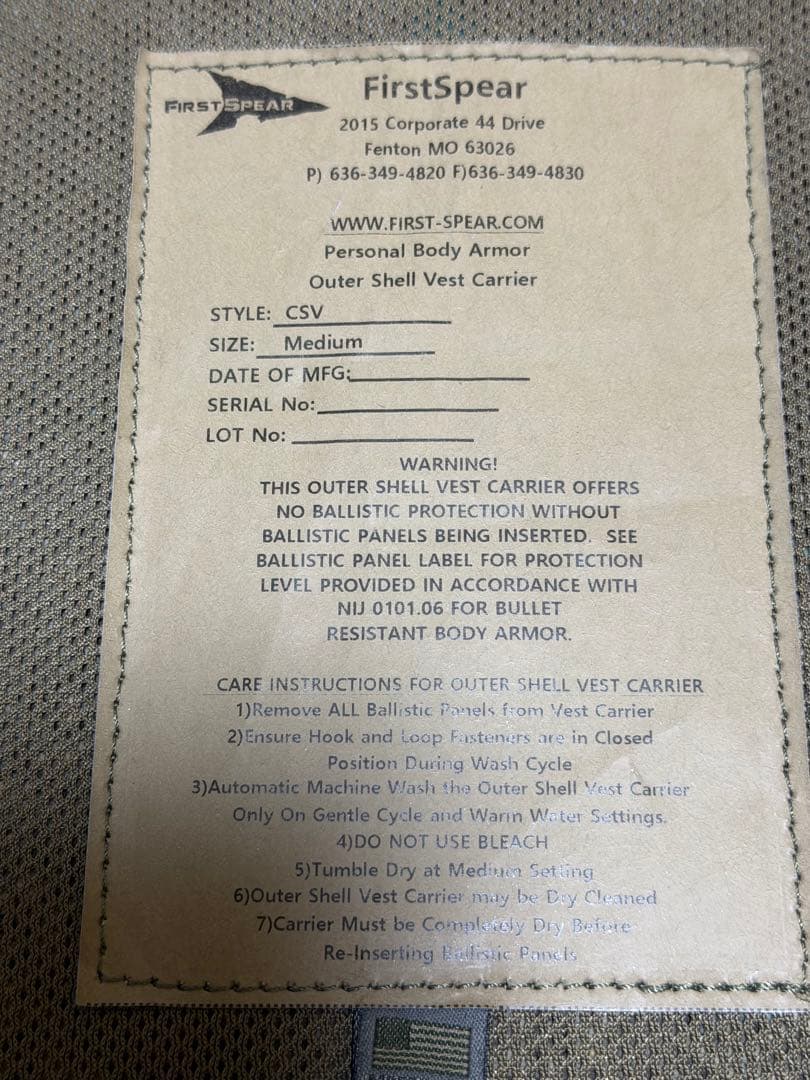 FIRSTSPEAR
FirstSpear
2015 Corporate 44 Drive
Fenton MO 63026
P) 636-349-4820 F)636-349-4830
WWW.FIRST-SPEAR.COM
Personal Body Armor
Outer Shell Vest Carrier
STYLE: CSV
SIZE: Medium
DATE OF MFG:
SERIAL No:
LOT No:
WARNING!
THIS OUTER SHELL VEST CARRIER OFFERS
NO BALLISTIC PROTECTION WITHOUT
BALLISTIC PANELS BEING INSERTED. SEE
BALLISTIC PANEL LABEL FOR PROTECTION
LEVEL PROVIDED IN ACCORDANCE WITH
NIJ 0101.06 FOR BULLET
RESISTANT BODY ARMOR.
CARE INSTRUCTIONS FOR OUTER SHELL VEST CARRIER
1)Remove ALL Ballistic Panels from Vest Carrier
2)Ensure Hook and Loop Fasteners are in Closed
Position During Wash Cycle
3)Automatic Machine Wash the Outer Shell Vest Carrier
Only On Gentle Cycle and Warm Water Settings.
4)DO NOT USE BLEACH
5)Tumble Dry at Medium Setting
6)Outer Shell Vest Carrier may be Dry Cleaned
7)Carrier Must be Completely Dry Before
Re-Inserting Ballistic Panels